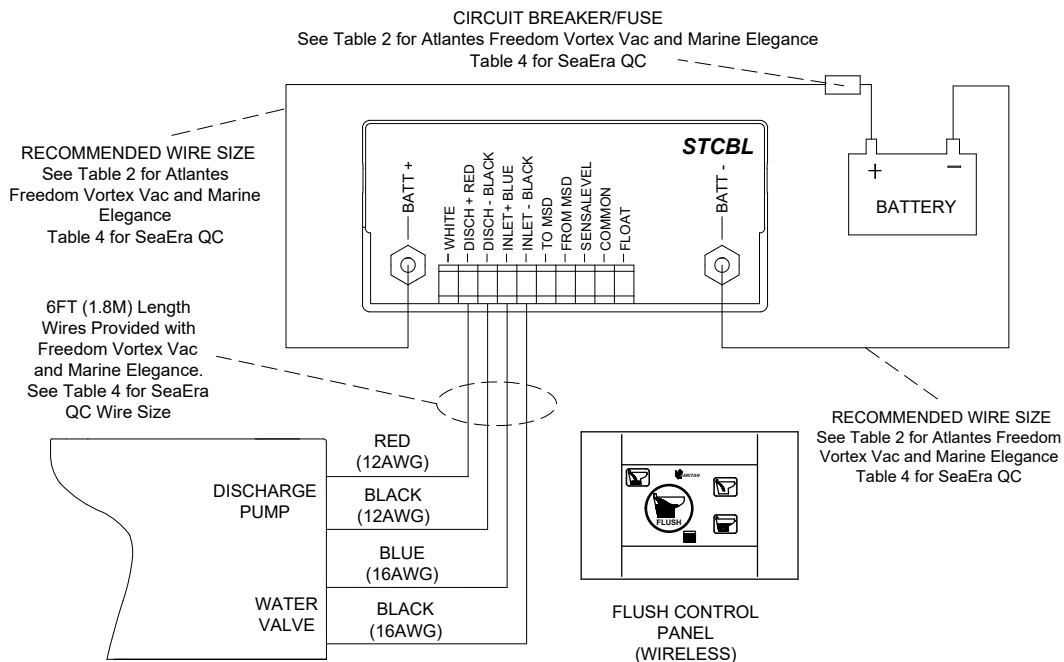 CIRCUIT BREAKER/FUSE
See Table 2 for Atlantes Freedom Vortex Vac and Marine Elegance
Table 4 for SeaEra QC
RECOMMENDED WIRE SIZE
See Table 2 for Atlantes
Freedom Vortex Vac and Marine
Elegance
Table 4 for SeaEra QC
STCBL
BATT +
WHITE
DISCH + RED
DISCH - BLACK
INLET+ BLUE
INLET - BLACK
TO MSD
FROM MSD
SENSALEVEL
COMMON
FLOAT
BATT -
+
–
BATTERY
6FT (1.8M) Length
Wires Provided with
Freedom Vortex Vac
and Marine Elegance.
See Table 4 for SeaEra
QC Wire Size
RECOMMENDED WIRE SIZE
See Table 2 for Atlantes Freedom
Vortex Vac and Marine Elegance
Table 4 for SeaEra QC
DISCHARGE
PUMP
RED
(12AWG)
BLACK
(12AWG)
BLUE
(16AWG)
WATER
VALVE
BLACK
(16AWG)
RARITAN
FLUSH
FLUSH CONTROL
PANEL
(WIRELESS)